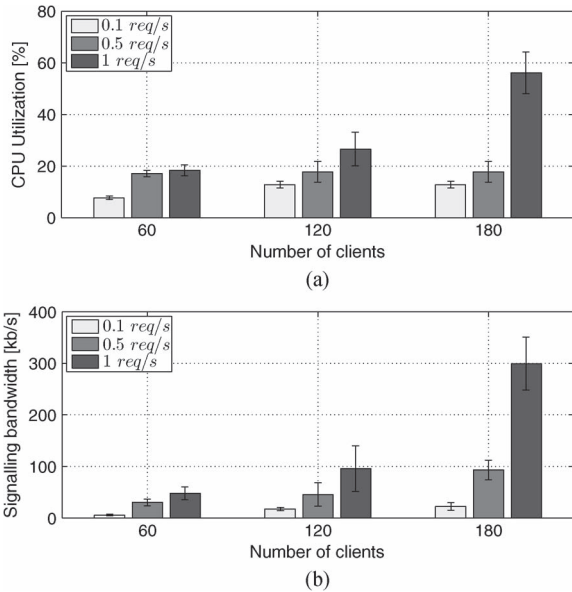 80
60
40
20
0
CPU Utilization [%]
0.1 req/s
0.5 req/s
1 req/s
60 120 180
Number of clients
(a)
400
300
200
100
0
Signalling bandwidth [kb/s]
0.1 req/s
0.5 req/s
1 req/s
60 120 180
Number of clients
(b)